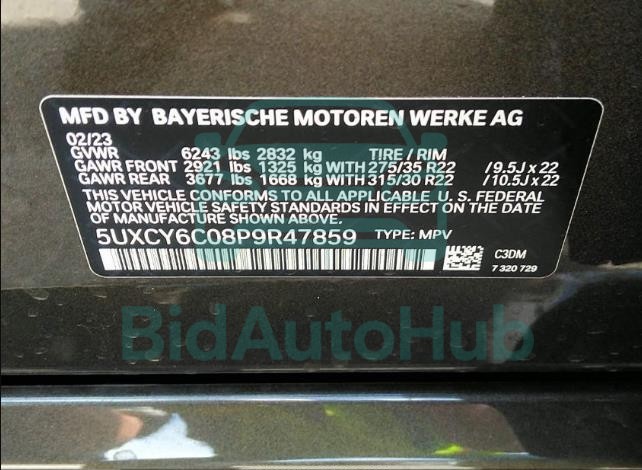 MFD BY BAYERISCHE MOTOREN WERKE AG
02/23
GVWR 6243 lbs 2832 kg TIRE / RIM
GAWR FRONT 2921 lbs 1325 kg WITH 275/35 R22 /9.5J x 22
GAWR REAR 3677 lbs 1668 kg WITH 315/30 R22 /10.5J x 22
THIS VEHICLE CONFORMS TO ALL APPLICABLE U. S. FEDERAL
MOTOR VEHICLE SAFETY STANDARDS IN EFFECT ON THE DATE
OF MANUFACTURE SHOWN ABOVE.
5UXCY6C08P9R47859 TYPE: MPV
C3DM
7 320 729
BidAutoHub